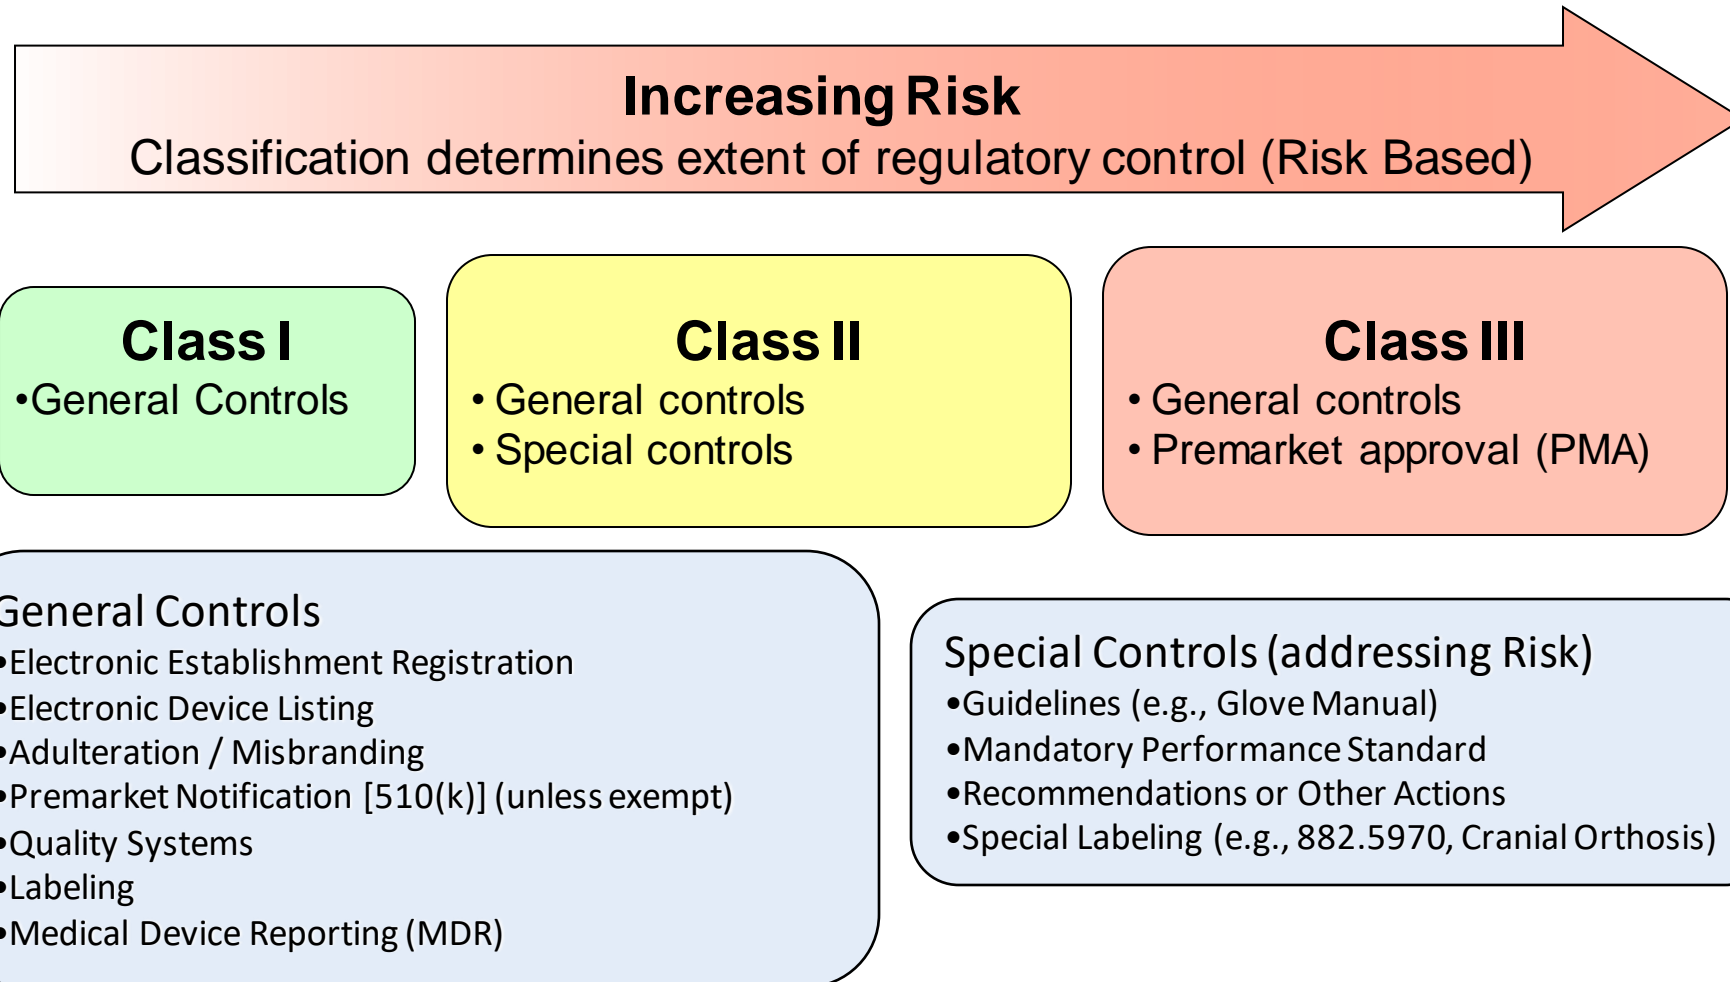 Increasing Risk
Classification determines extent of regulatory control (Risk Based)
Class I
•General Controls
Class II
• General controls
• Special controls
Class III
• General controls
• Premarket approval (PMA)
General Controls
•Electronic Establishment Registration
•Electronic Device Listing
•Adulteration / Misbranding
•Premarket Notification [510(k)] (unless exempt)
•Quality Systems
•Labeling
•Medical Device Reporting (MDR)
Special Controls (addressing Risk)
•Guidelines (e.g., Glove Manual)
•Mandatory Performance Standard
•Recommendations or Other Actions
•Special Labeling (e.g., 882.5970, Cranial Orthosis)